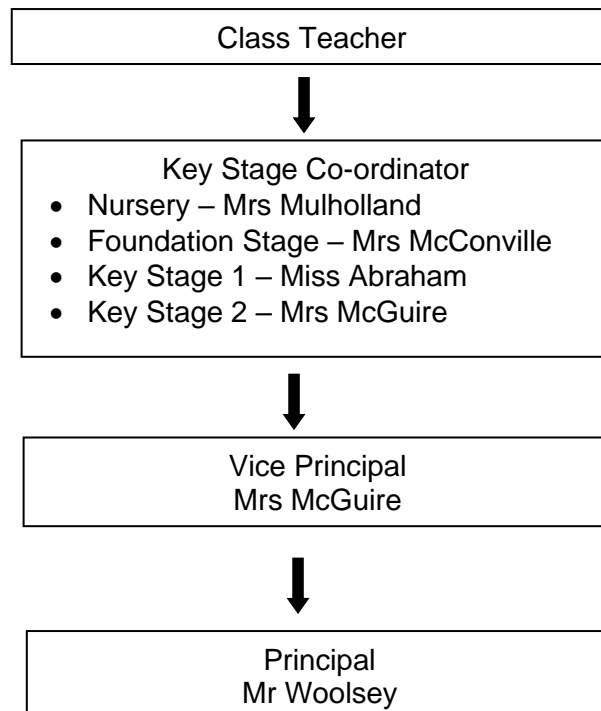 Class Teacher
Key Stage Co-ordinator
• Nursery – Mrs Mulholland
• Foundation Stage – Mrs McConville
• Key Stage 1 – Miss Abraham
• Key Stage 2 – Mrs McGuire
Vice Principal
Mrs McGuire
Principal
Mr Woolsey